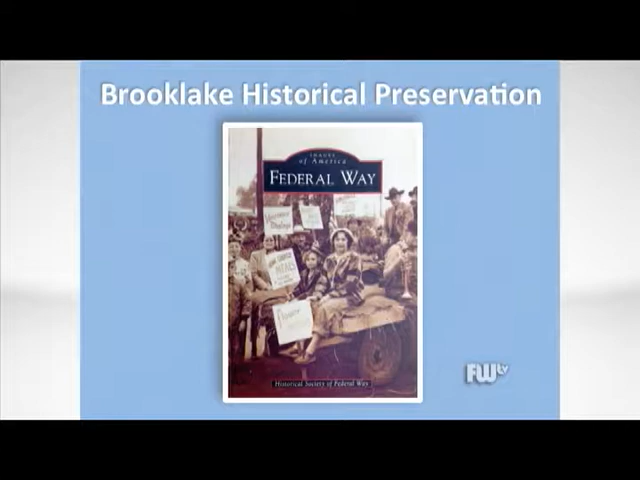 Brooklake Historical Preservation
IMAGES
of America
FEDERAL WAY
Historical Society of Federal Way
FWtv